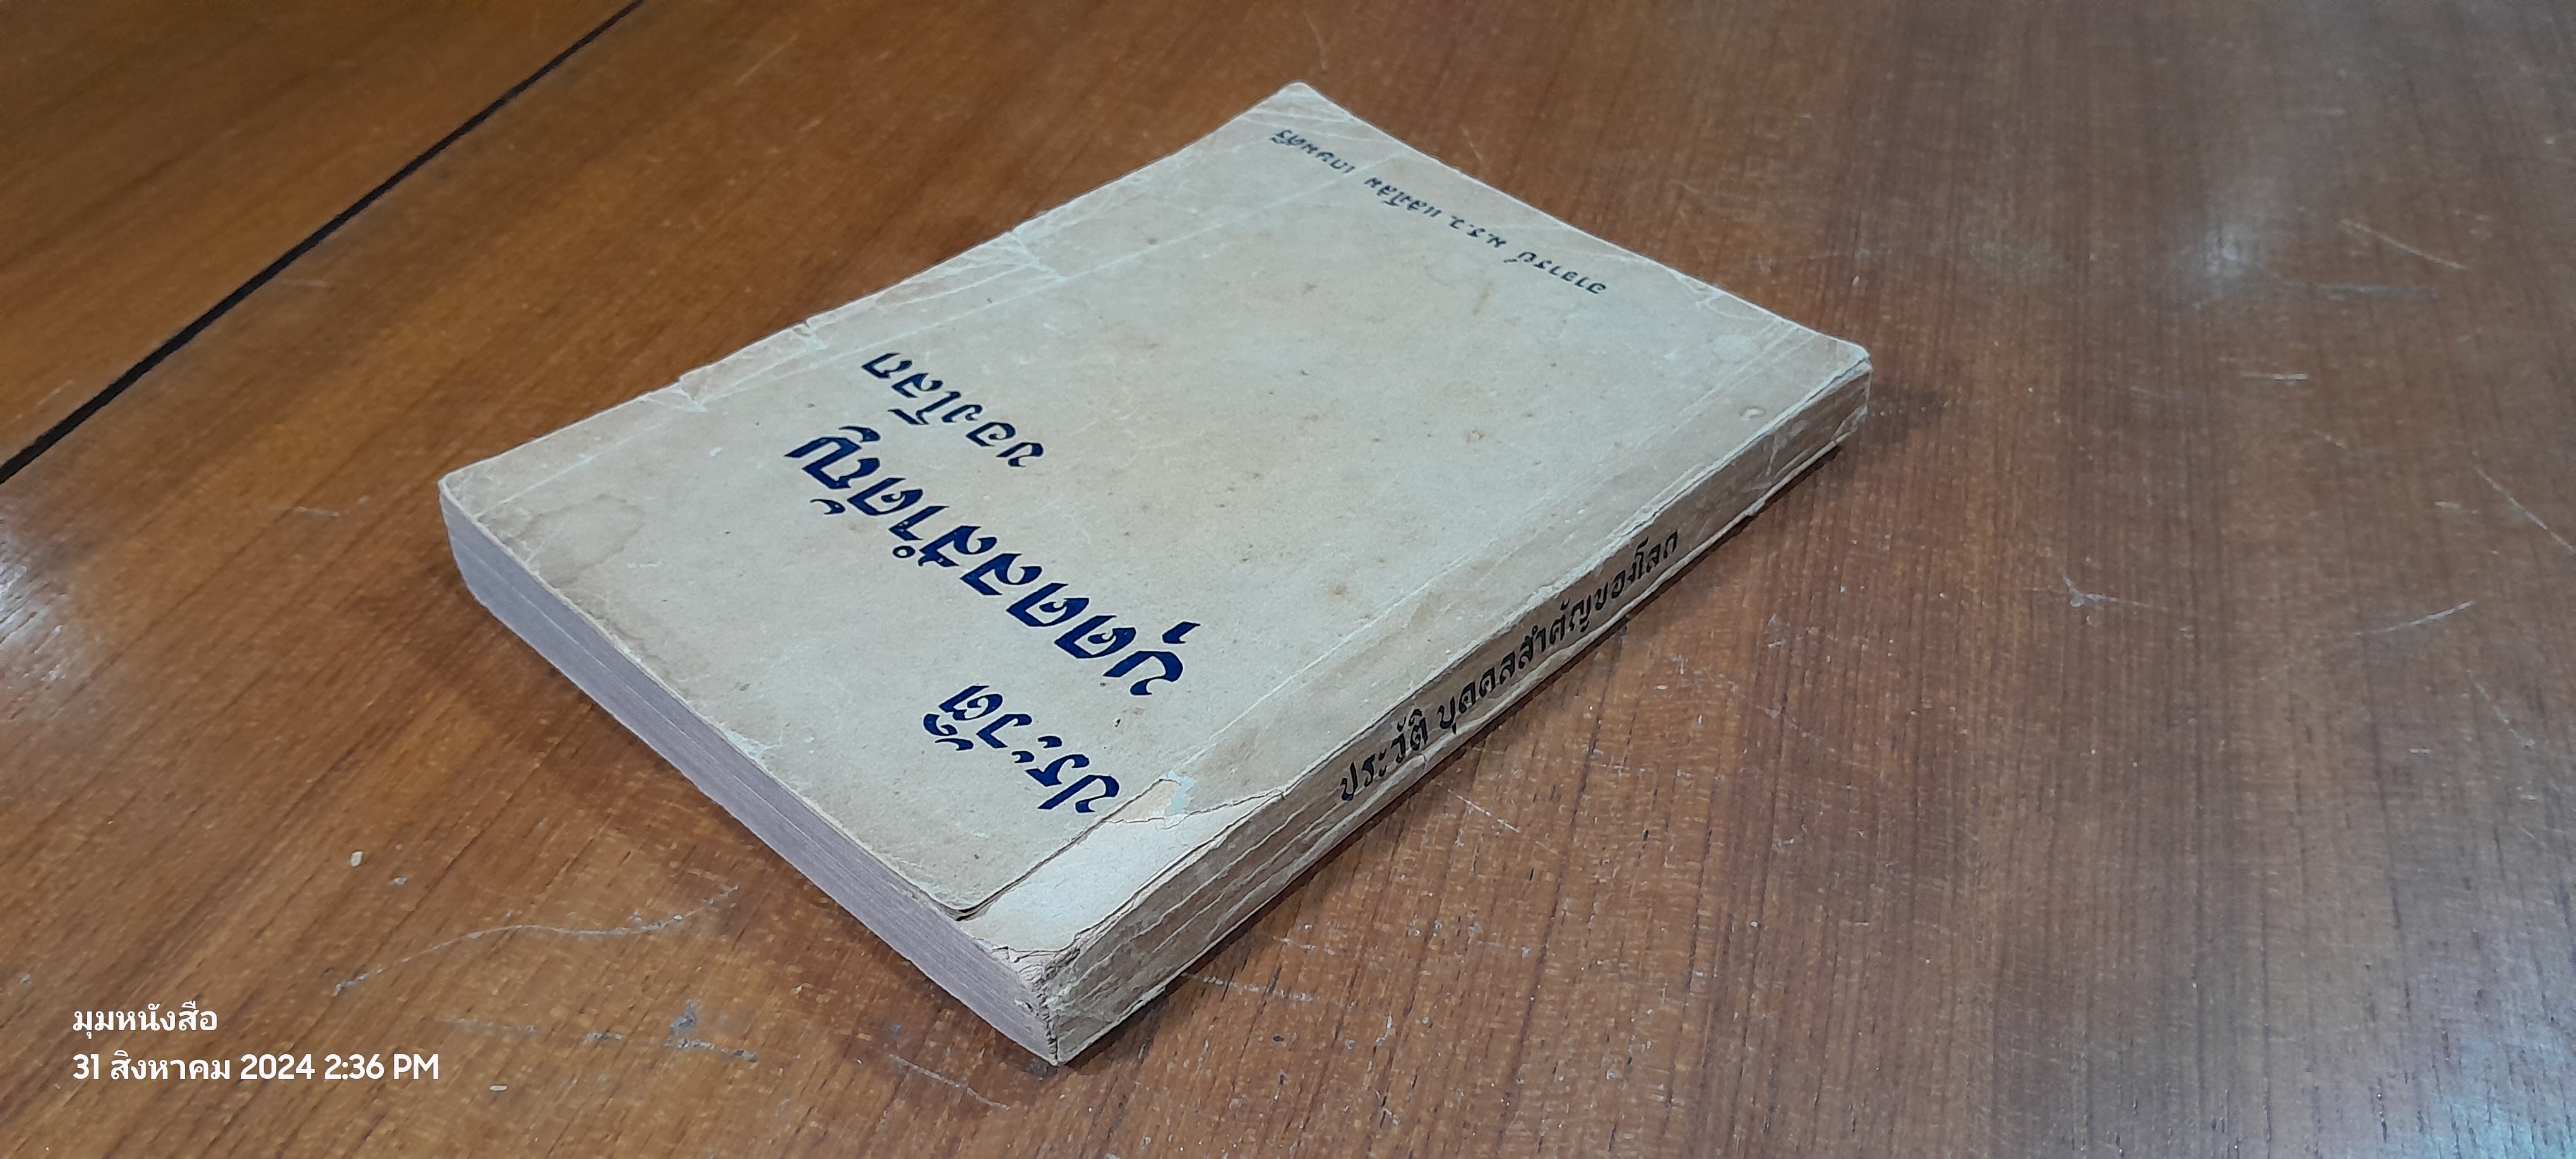 ประวัติ
บุคคลสำคัญ
ของโลก
อาจารย์ ม.ร.ว. แสงโสม เกษมศรี
ประวัติ บุคคลสำคัญของโลก
มุมหนังสือ
31 สิงหาคม 2024 2:36 PM